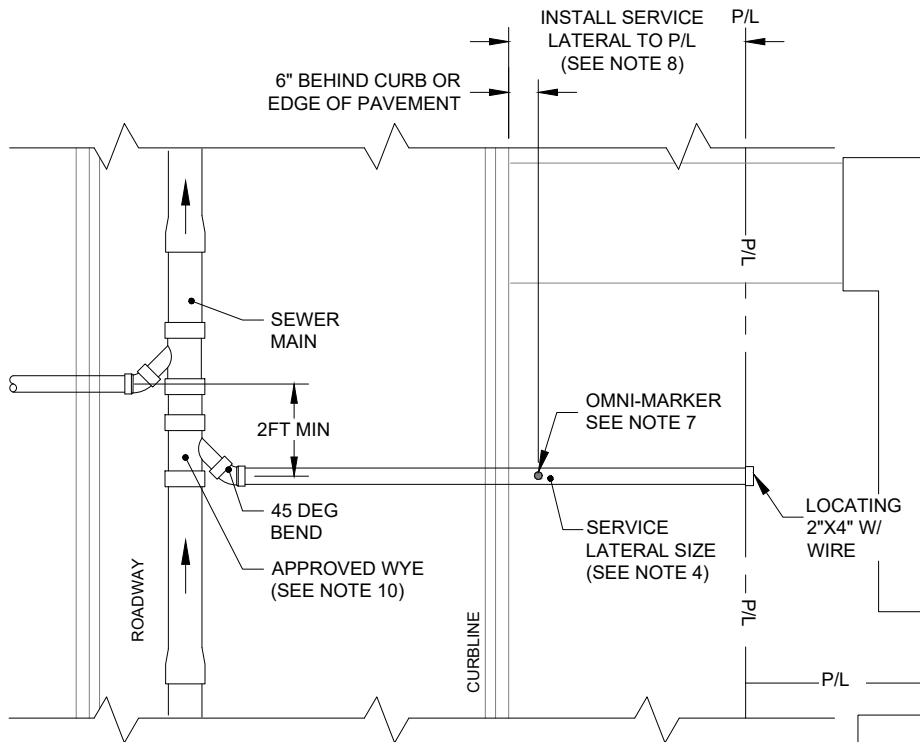 INSTALL SERVICE
LATERAL TO P/L
(SEE NOTE 8)
P/L
6" BEHIND CURB OR
EDGE OF PAVEMENT
P/L
SEWER
MAIN
2FT MIN
OMNI-MARKER
SEE NOTE 7
45 DEG
BEND
APPROVED WYE
(SEE NOTE 10)
SERVICE
LATERAL SIZE
(SEE NOTE 4)
LOCATING
2"X4" W/
WIRE
ROADWAY
CURBLINE
P/L
P/L